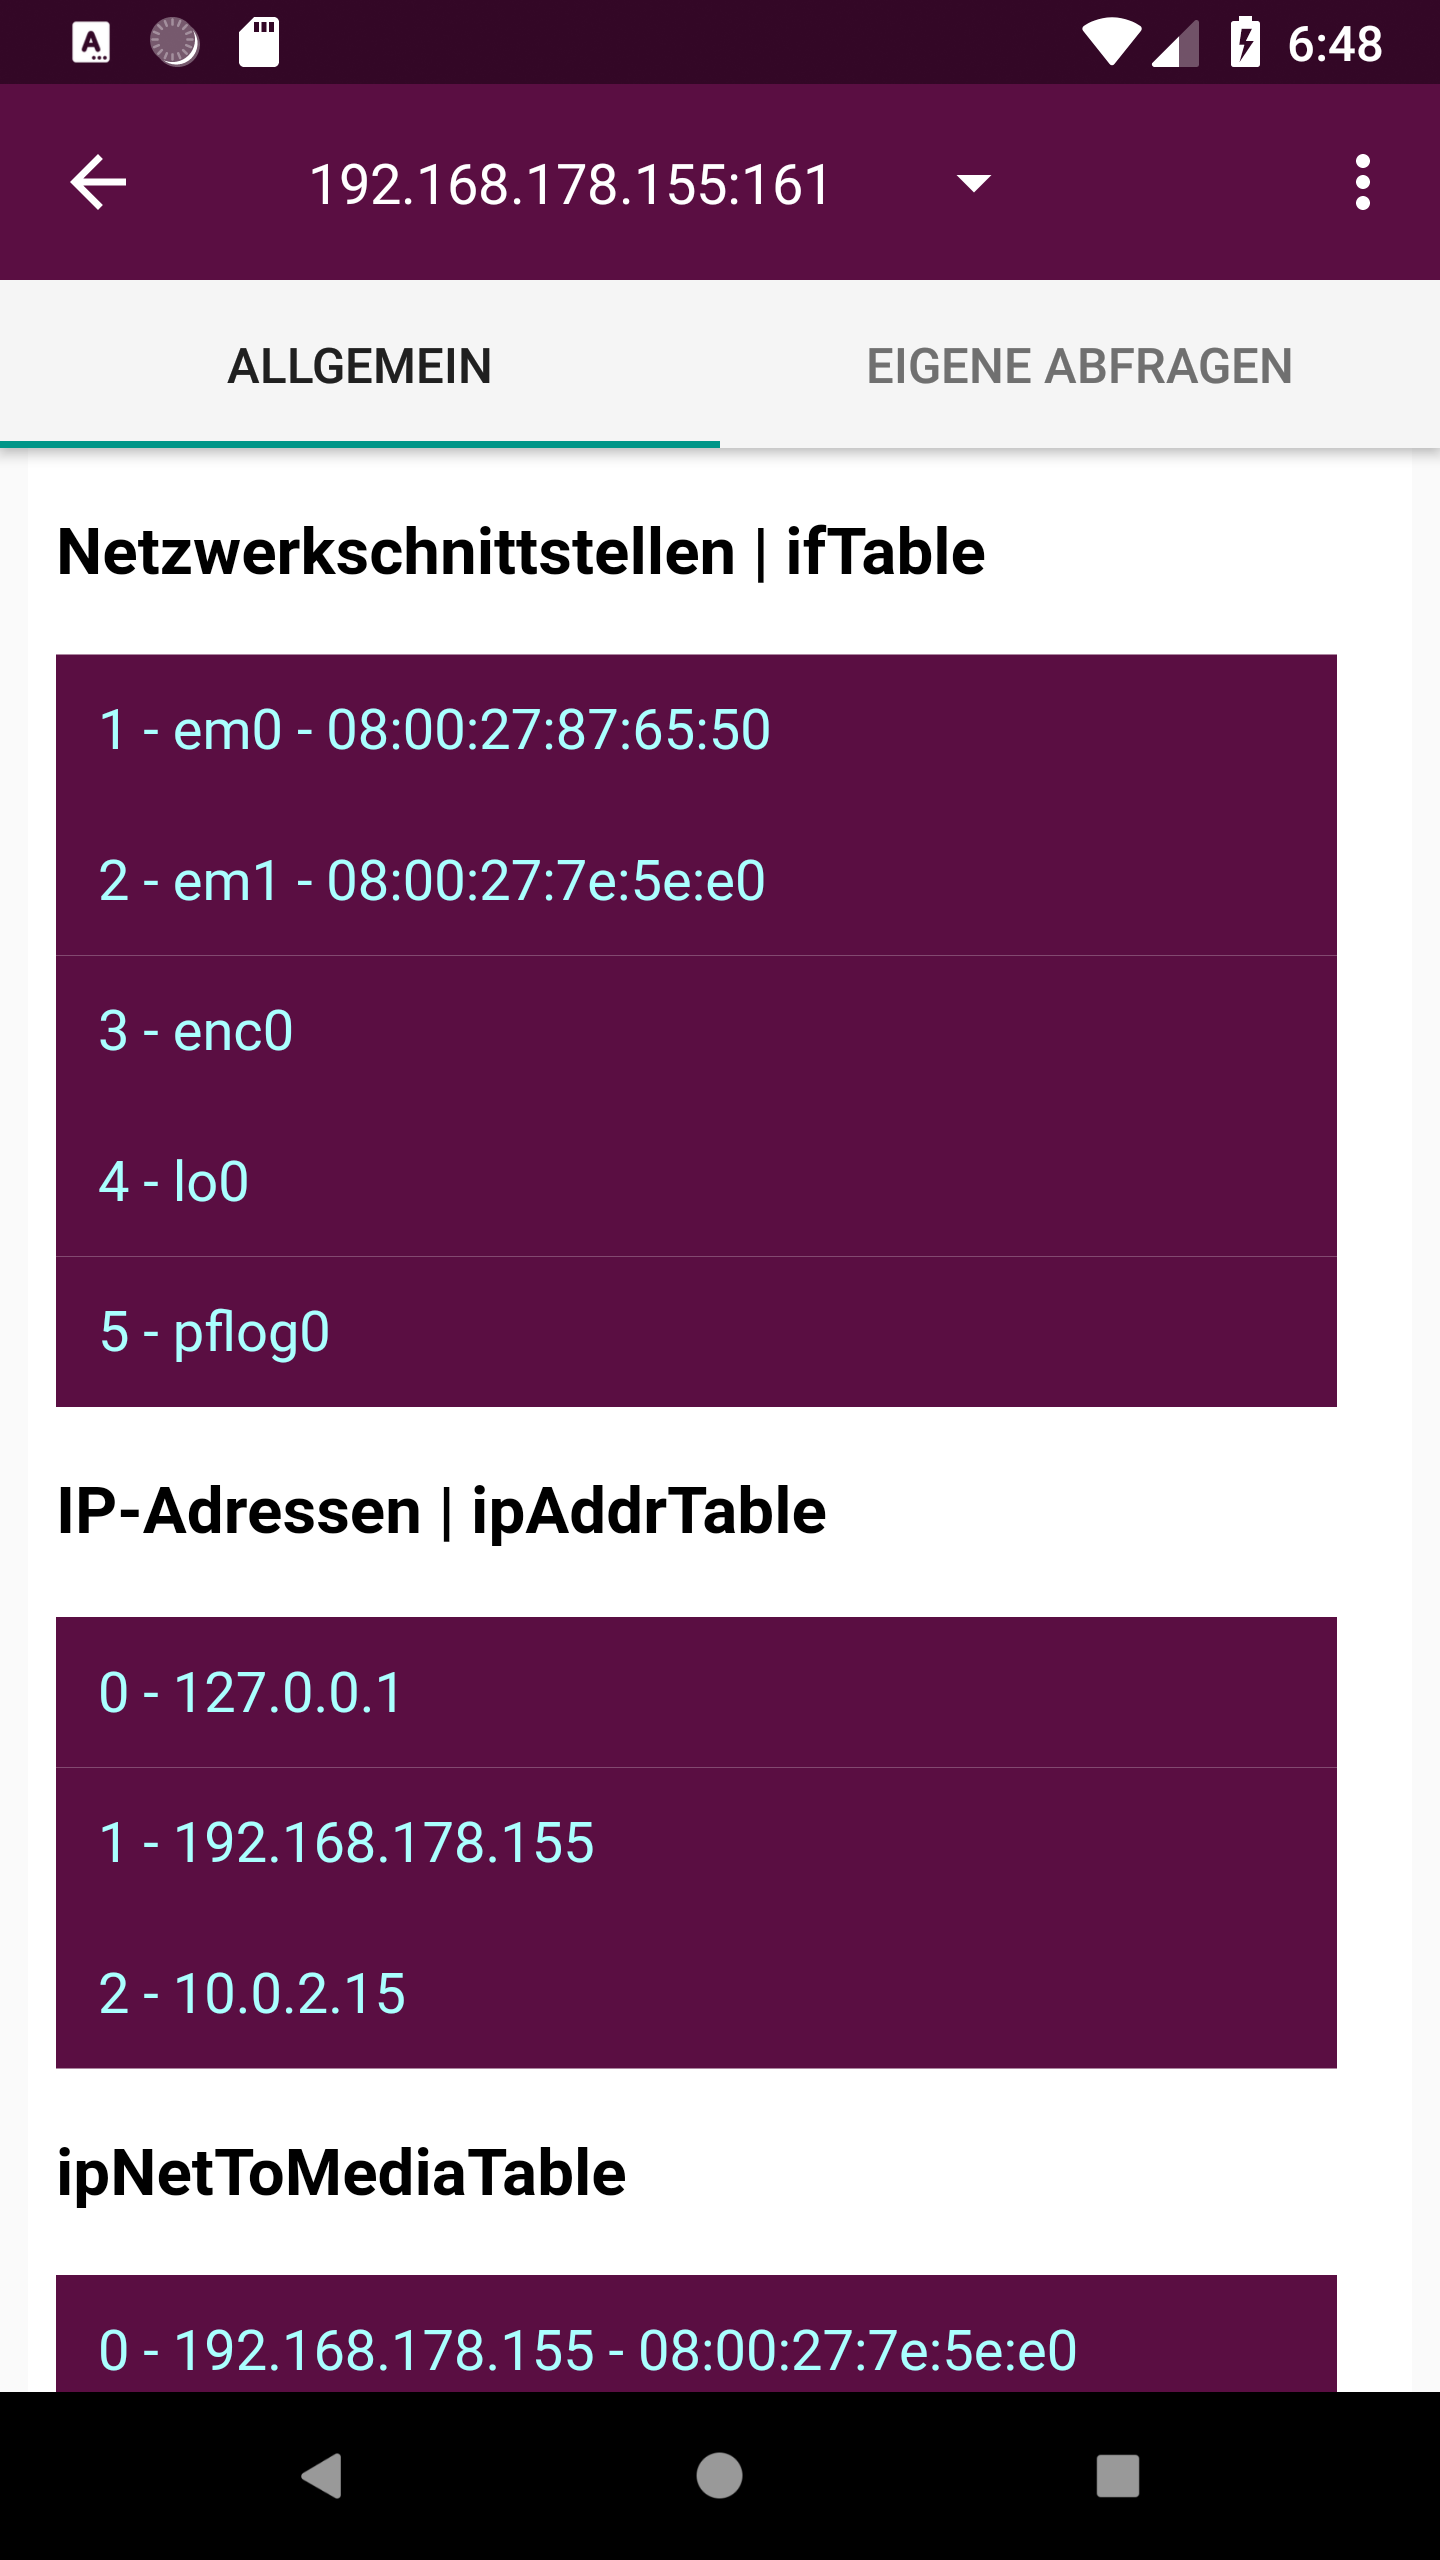 A
6:48
192.168.178.155:161
ALLGEMEIN
EIGENE ABFRAGEN
Netzwerkschnittstellen | ifTable
1 - em0 - 08:00:27:87:65:50
2 - em1 - 08:00:27:7e:5e:e0
3 - enc0
4 - lo0
5 - pflog0
IP-Adressen | ipAddrTable
0 - 127.0.0.1
1 - 192.168.178.155
2 - 10.0.2.15
ipNetToMediaTable
0 - 192.168.178.155 - 08:00:27:7e:5e:e0